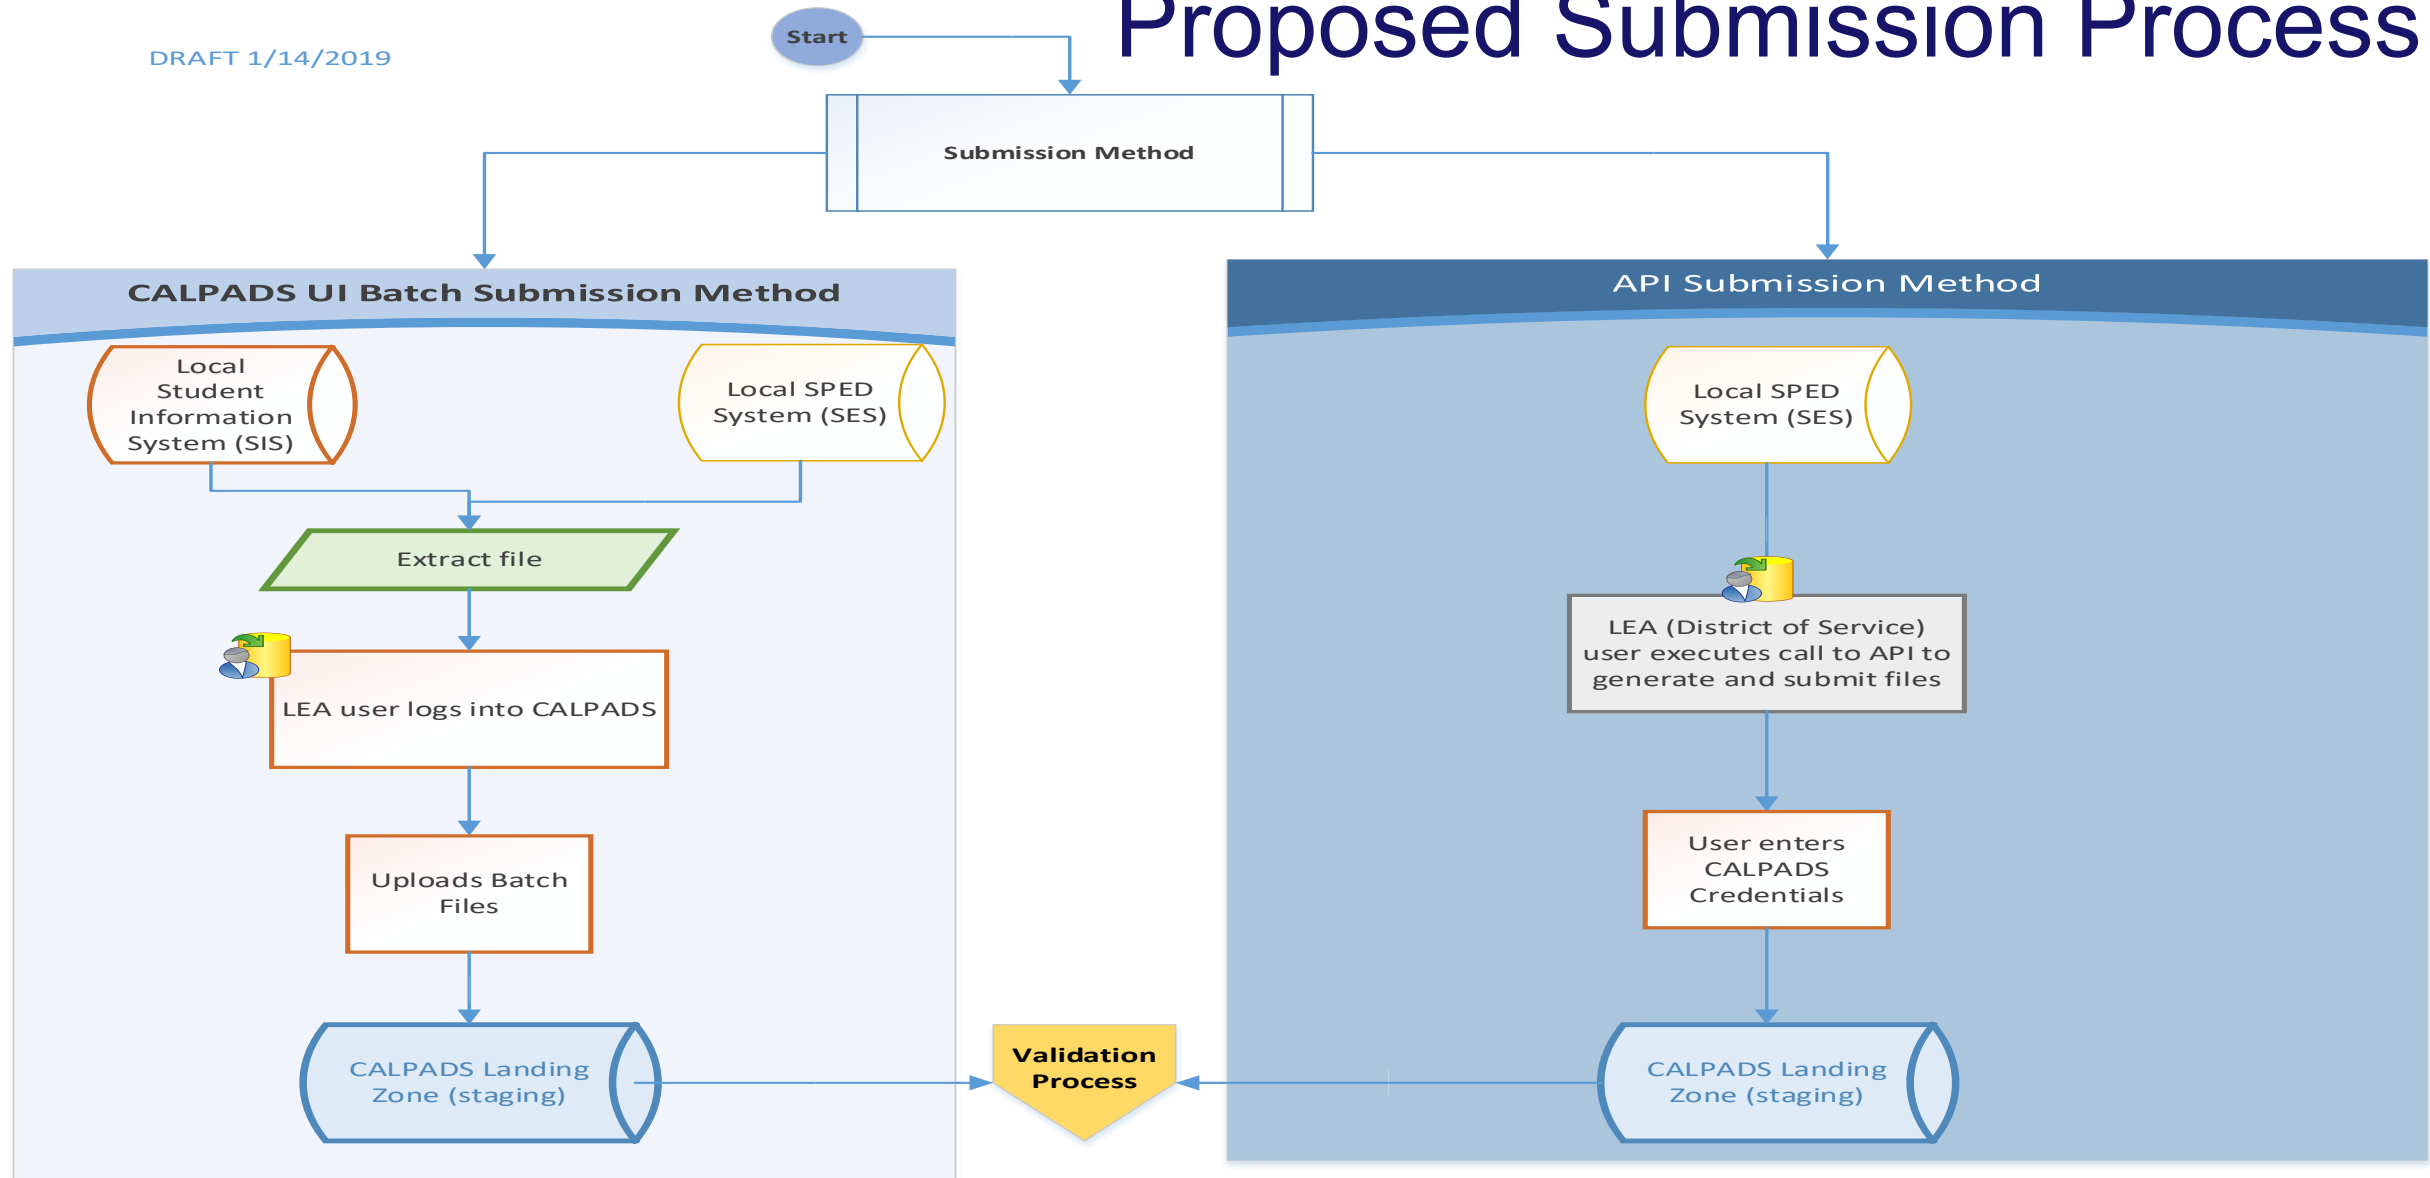 Proposed Submission Process
DRAFT 1/14/2019
Start
Submission Method
CALPADS UI Batch Submission Method
Local
Student
Information
System (SIS)
Local SPED
System (SES)
Extract file
LEA user logs into CALPADS
Uploads Batch
Files
CALPADS Landing
Zone (staging)
Validation
Process
API Submission Method
Local SPED
System (SES)
LEA (District of Service)
user executes call to API to
generate and submit files
User enters
CALPADS
Credentials
CALPADS Landing
Zone (staging)